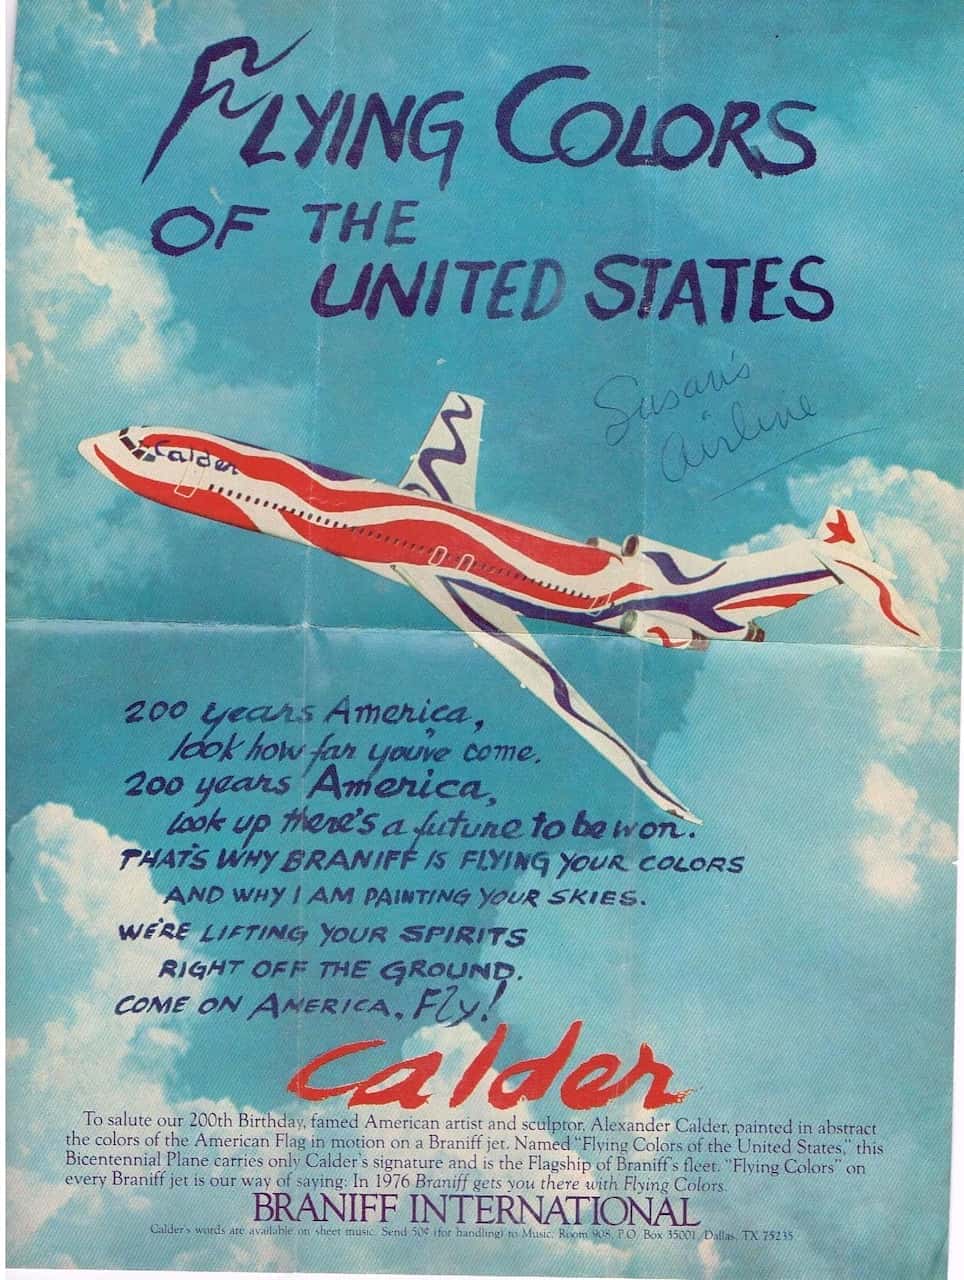 FLYING COLORS
OF THE
UNITED STATES
Susan's
Airline
Calder
200 years America,
look how far you've come.
200 years America,
look up there's a future to be won.
THAT'S WHY BRANIFF IS FLYING YOUR COLORS
AND WHY I AM PAINTING YOUR SKIES.
WE'RE LIFTING YOUR SPIRITS
RIGHT OFF THE GROUND.
COME ON AMERICA, Fly!
Calder
To salute our 200th Birthday, famed American artist and sculptor, Alexander Calder, painted in abstract
the colors of the American Flag in motion on a Braniff jet. Named "Flying Colors of the United States," this
Bicentennial Plane carries only Calder's signature and is the Flagship of Braniff's fleet. "Flying Colors" on
every Braniff jet is our way of saying: In 1976 Braniff gets you there with Flying Colors.
BRANIFF INTERNATIONAL
Calder's words are available on sheet music. Send 50¢ (for handling) to Music, Room 908, P.O. Box 35001, Dallas, TX 75235